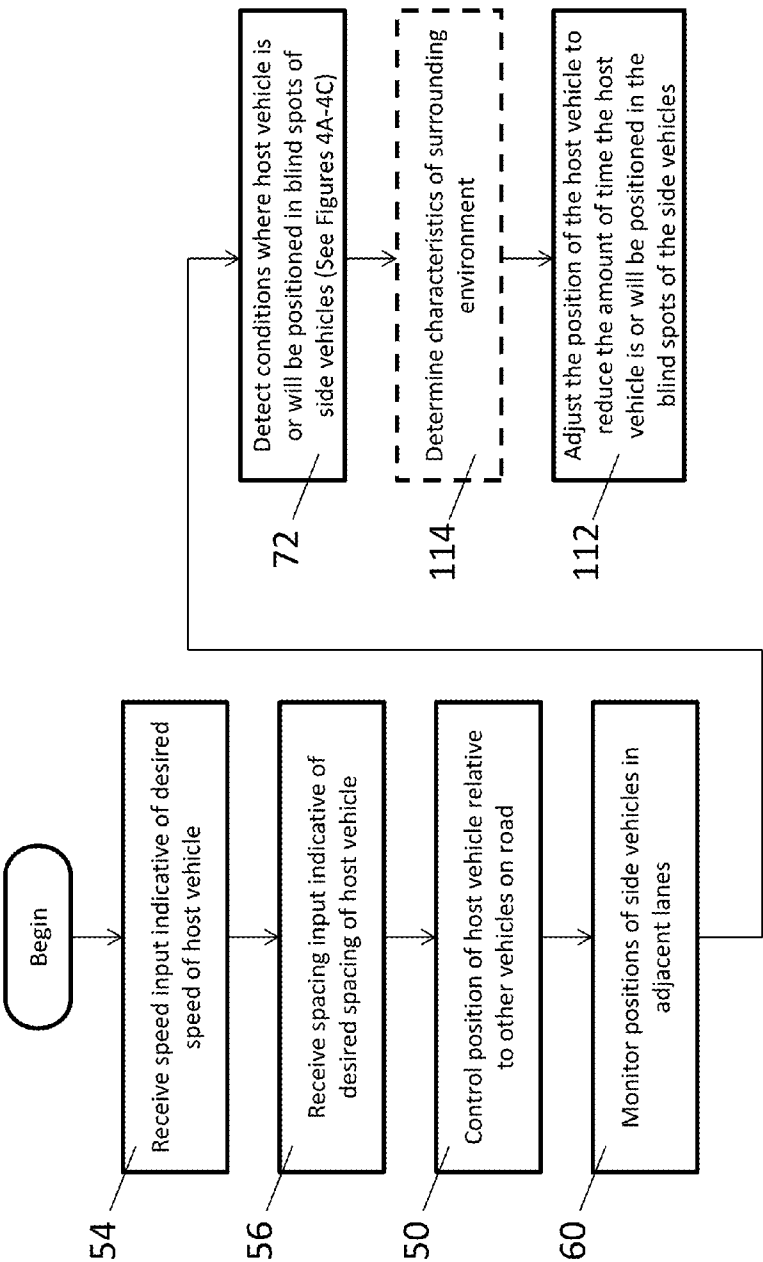 Begin
54
Receive speed input indicative of desired
speed of host vehicle
56
Receive spacing input indicative of
desired spacing of host vehicle
50
Control position of host vehicle relative
to other vehicles on road
60
Monitor positions of side vehicles in
adjacent lanes
72
Detect conditions where host vehicle is
or will be positioned in blind spots of
side vehicles (See Figures 4A-4C)
114
Determine characteristics of surrounding
environment
112
Adjust the position of the host vehicle to
reduce the amount of time the host
vehicle is or will be positioned in the
blind spots of the side vehicles